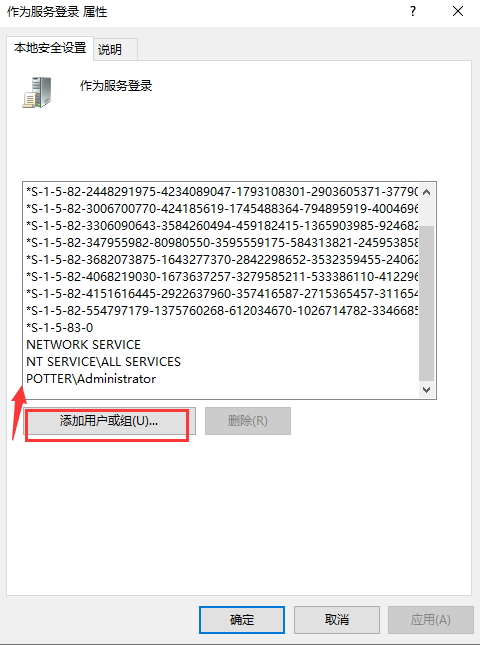 作为服务登录 属性
本地安全设置 说明
作为服务登录
*S-1-5-82-2448291975-4234089047-1793108301-2903605371-37790
*S-1-5-82-3006700770-424185619-1745488364-794895919-4004696
*S-1-5-82-3306090643-3584260494-459182415-1365903985-924682
*S-1-5-82-347955982-80980550-3595559175-584313821-245953858
*S-1-5-82-3682073875-1643277370-2842298652-3532359455-24062
*S-1-5-82-4068219030-1673637257-3279585211-533386110-412296
*S-1-5-82-4151616445-2922637960-357416587-2715365457-311654
*S-1-5-82-554797179-1375760268-612034670-1026714782-3346685
*S-1-5-83-0
NETWORK SERVICE
NT SERVICE\ALL SERVICES
POTTER\Administrator
添加用户或组(U)... 删除(R)
确定 取消 应用(A)